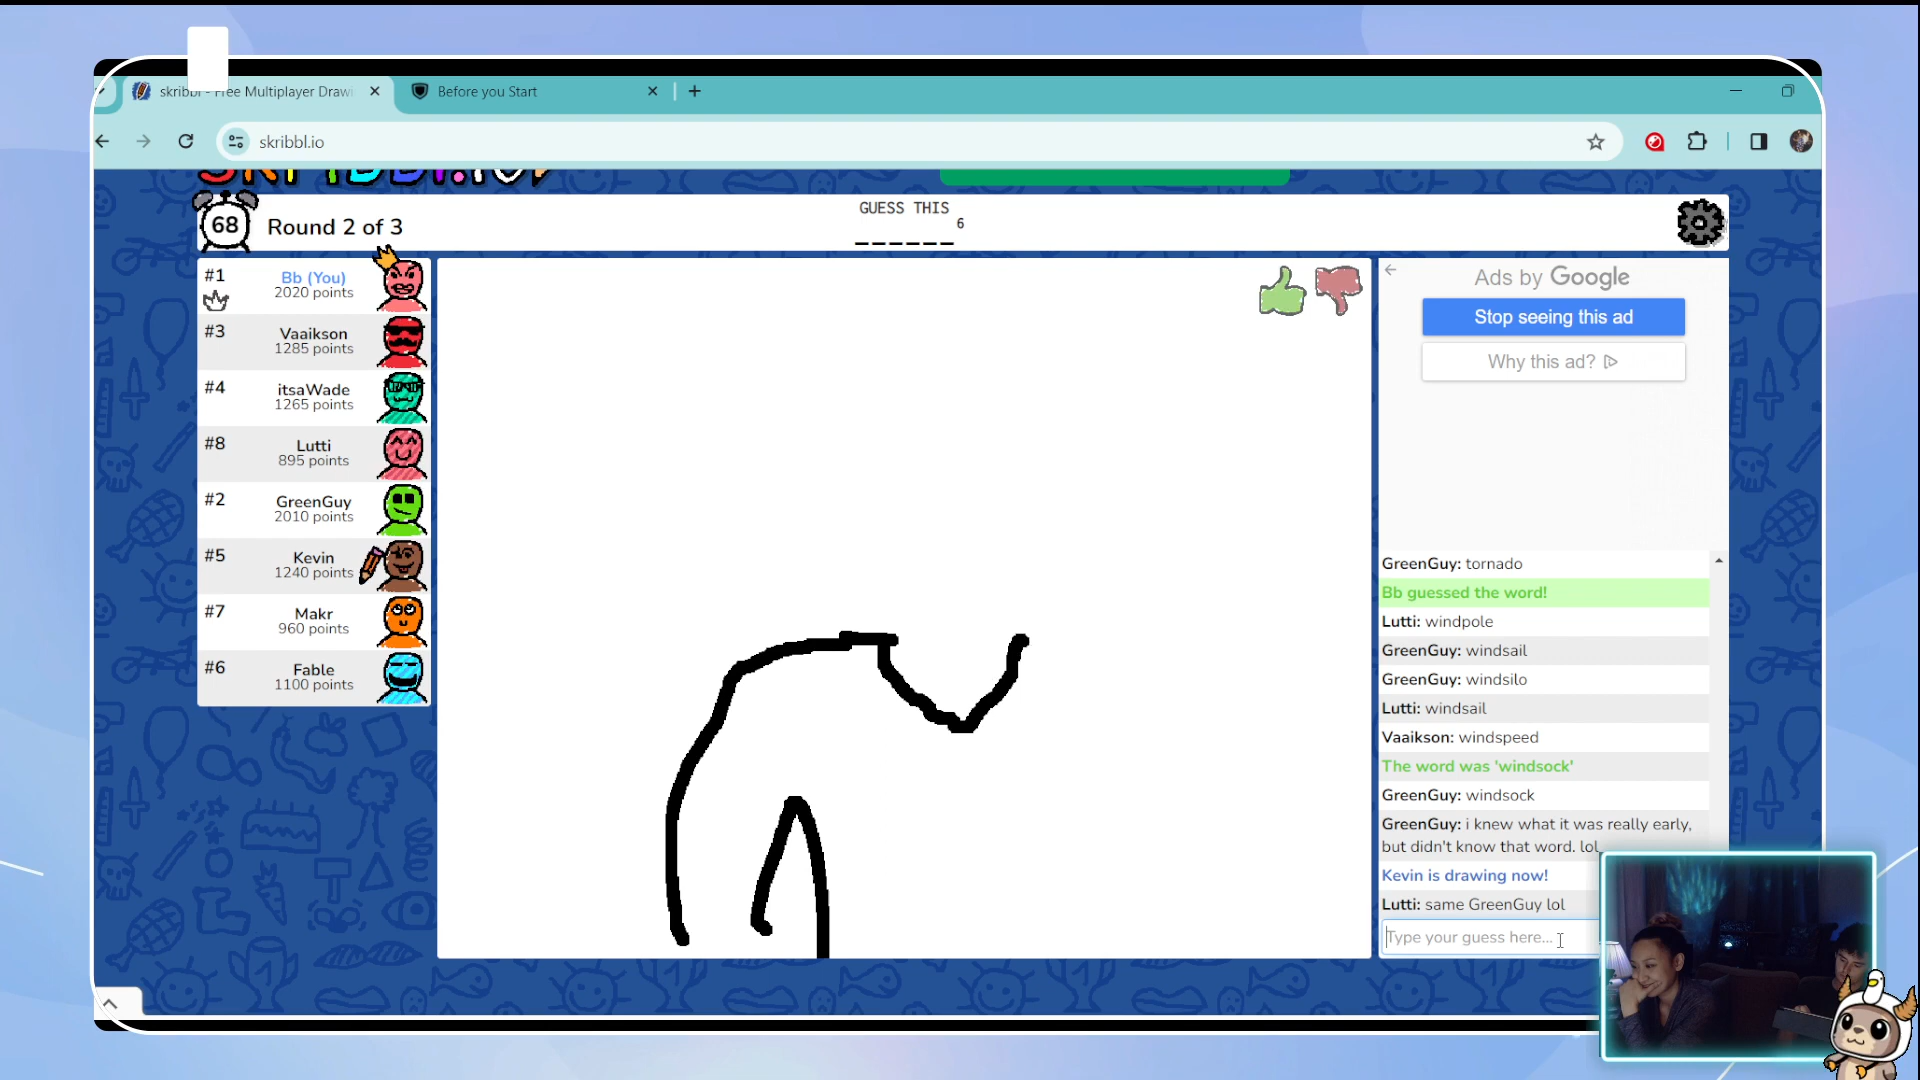 skribbl - Free Multiplayer Drawi
Before you Start
skribbl.io
68
Round 2 of 3
GUESS THIS
______ 6
#1 Bb (You)
2020 points
#3 Vaaikson
1285 points
#4 itsaWade
1265 points
#8 Lutti
895 points
#2 GreenGuy
2010 points
#5 Kevin
1240 points
#7 Makr
960 points
#6 Fable
1100 points
Ads by Google
Stop seeing this ad
Why this ad?
GreenGuy: tornado
Bb guessed the word!
Lutti: windpole
GreenGuy: windsail
GreenGuy: windsilo
Lutti: windsail
Vaaikson: windspeed
The word was 'windsock'
GreenGuy: windsock
GreenGuy: i knew what it was really early,
but didn't know that word. lol
Kevin is drawing now!
Lutti: same GreenGuy lol
Type your guess here...